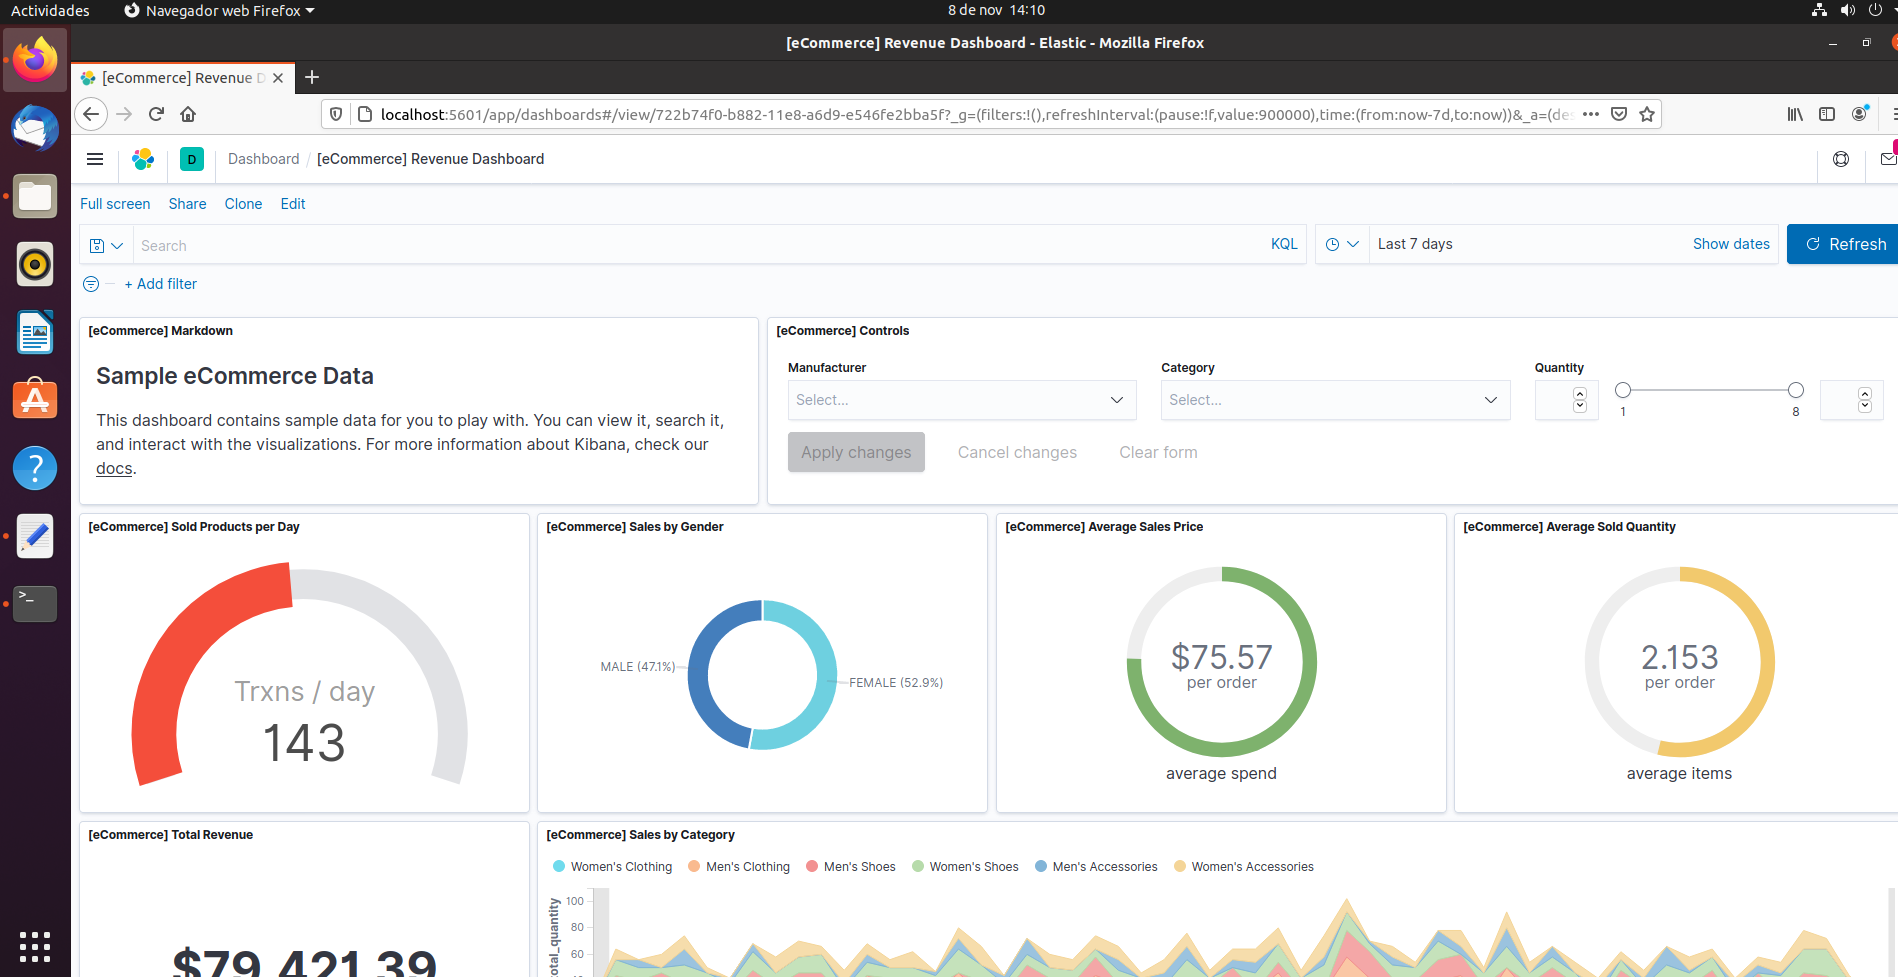 Actividades
Navegador web Firefox
8 de nov 14:10
[eCommerce] Revenue Dashboard - Elastic - Mozilla Firefox
[eCommerce] Revenue D
localhost:5601/app/dashboards#/view/722b74f0-b882-11e8-a6d9-e546fe2bba5f?_g=(filters:!(),refreshInterval:(pause:!f,value:900000),time:(from:now-7d,to:now))&_a=(des
D
Dashboard / [eCommerce] Revenue Dashboard
Full screen Share Clone Edit
Search
KQL
Last 7 days
Show dates
Refresh
+ Add filter
[eCommerce] Markdown
Sample eCommerce Data
This dashboard contains sample data for you to play with. You can view it, search it,
and interact with the visualizations. For more information about Kibana, check our
docs.
[eCommerce] Controls
Manufacturer
Select...
Category
Select...
Quantity
1
8
Apply changes
Cancel changes
Clear form
[eCommerce] Sold Products per Day
Trxns / day
143
[eCommerce] Sales by Gender
MALE (47.1%)
FEMALE (52.9%)
[eCommerce] Average Sales Price
$75.57
per order
average spend
[eCommerce] Average Sold Quantity
2.153
per order
average items
[eCommerce] Total Revenue
$79,421.39
[eCommerce] Sales by Category
Women's Clothing
Men's Clothing
Men's Shoes
Women's Shoes
Men's Accessories
Women's Accessories
100
80
60